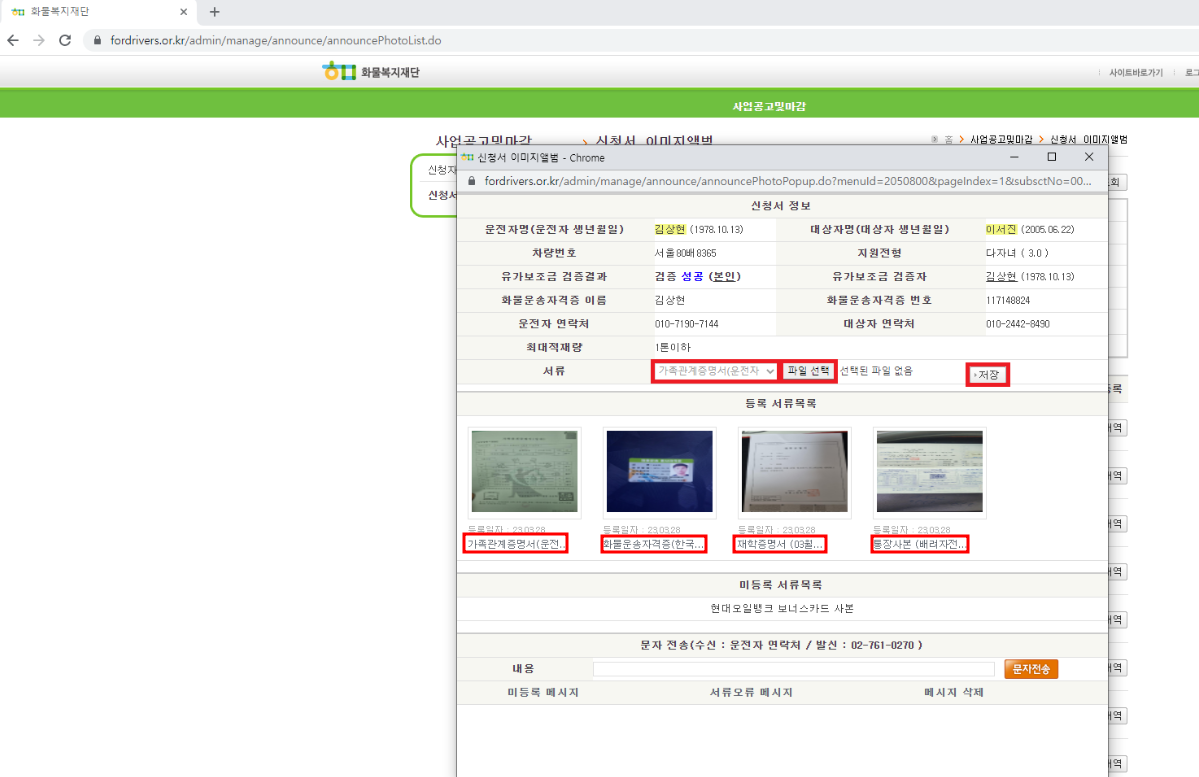 화물복지재단
fordrivers.or.kr/admin/manage/announce/announcePhotoList.do
화물복지재단
사이트바로가기
로그
사업공고및마감
사업공고및마감 > 신청서 이미지앨범
홈 > 사업공고및마감 > 신청서 이미지앨범
신청자
신청서
신청서 이미지앨범 - Chrome
fordrivers.or.kr/admin/manage/announce/announcePhotoPopup.do?menuId=2050800&pageIndex=1&subsctNo=00...
회
신청서 정보
운전자명(운전자 생년월일) 김상현 (1978.10.13) 대상자명(대상자 생년월일) 이서진 (2005.06.22)
차량번호 서울80배8365 지원전형 다자녀 ( 3.0 )
유가보조금 검증결과 검증 성공 (본인) 유가보조금 검증자 김상현 (1978.10.13)
화물운송자격증 이름 김상현 화물운송자격증 번호 117148824
운전자 연락처 010-7190-7144 대상자 연락처 010-2442-8490
최대적재량 1톤이하
서류 가족관계증명서(운전자 파일 선택 선택된 파일 없음 저장
록
등록 서류목록
등록일자 : 23.03.28 등록일자 : 23.03.28 등록일자 : 23.03.28 등록일자 : 23.03.28
가족관계증명서(운전... 화물운송자격증(한국... 재학증명서 (03월... 통장사본 (배려자전...
미등록 서류목록
현대오일뱅크 보너스카드 사본
문자 전송(수신 : 운전자 연락처 / 발신 : 02-761-0270 )
내용 문자전송
미등록 메시지 서류오류 메시지 메시지 삭제